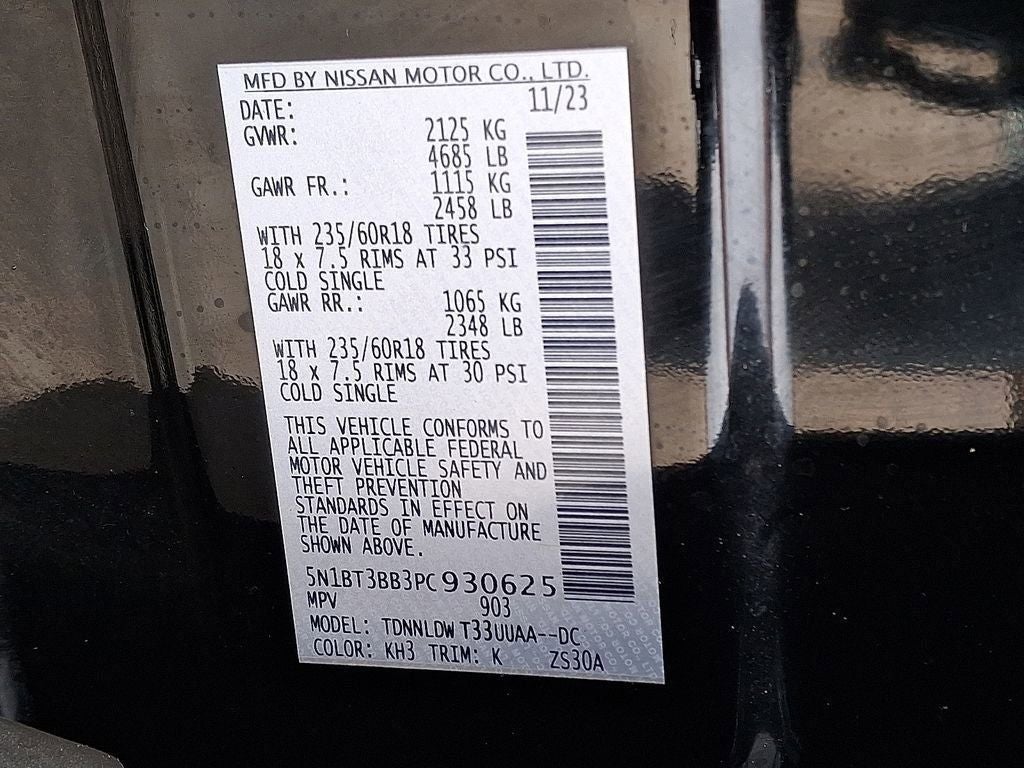 MFD BY NISSAN MOTOR CO., LTD.
DATE: 11/23
GVWR: 2125 KG
4685 LB
GAWR FR.: 1115 KG
2458 LB
WITH 235/60R18 TIRES
18 x 7.5 RIMS AT 33 PSI
COLD SINGLE
GAWR RR.: 1065 KG
2348 LB
WITH 235/60R18 TIRES
18 x 7.5 RIMS AT 30 PSI
COLD SINGLE
THIS VEHICLE CONFORMS TO
ALL APPLICABLE FEDERAL
MOTOR VEHICLE SAFETY AND
THEFT PREVENTION
STANDARDS IN EFFECT ON
THE DATE OF MANUFACTURE
SHOWN ABOVE.
5N1BT3BB3PC930625
MPV 903
MODEL: TDNNLDW T33UUAA--DC
COLOR: KH3 TRIM: K ZS30A